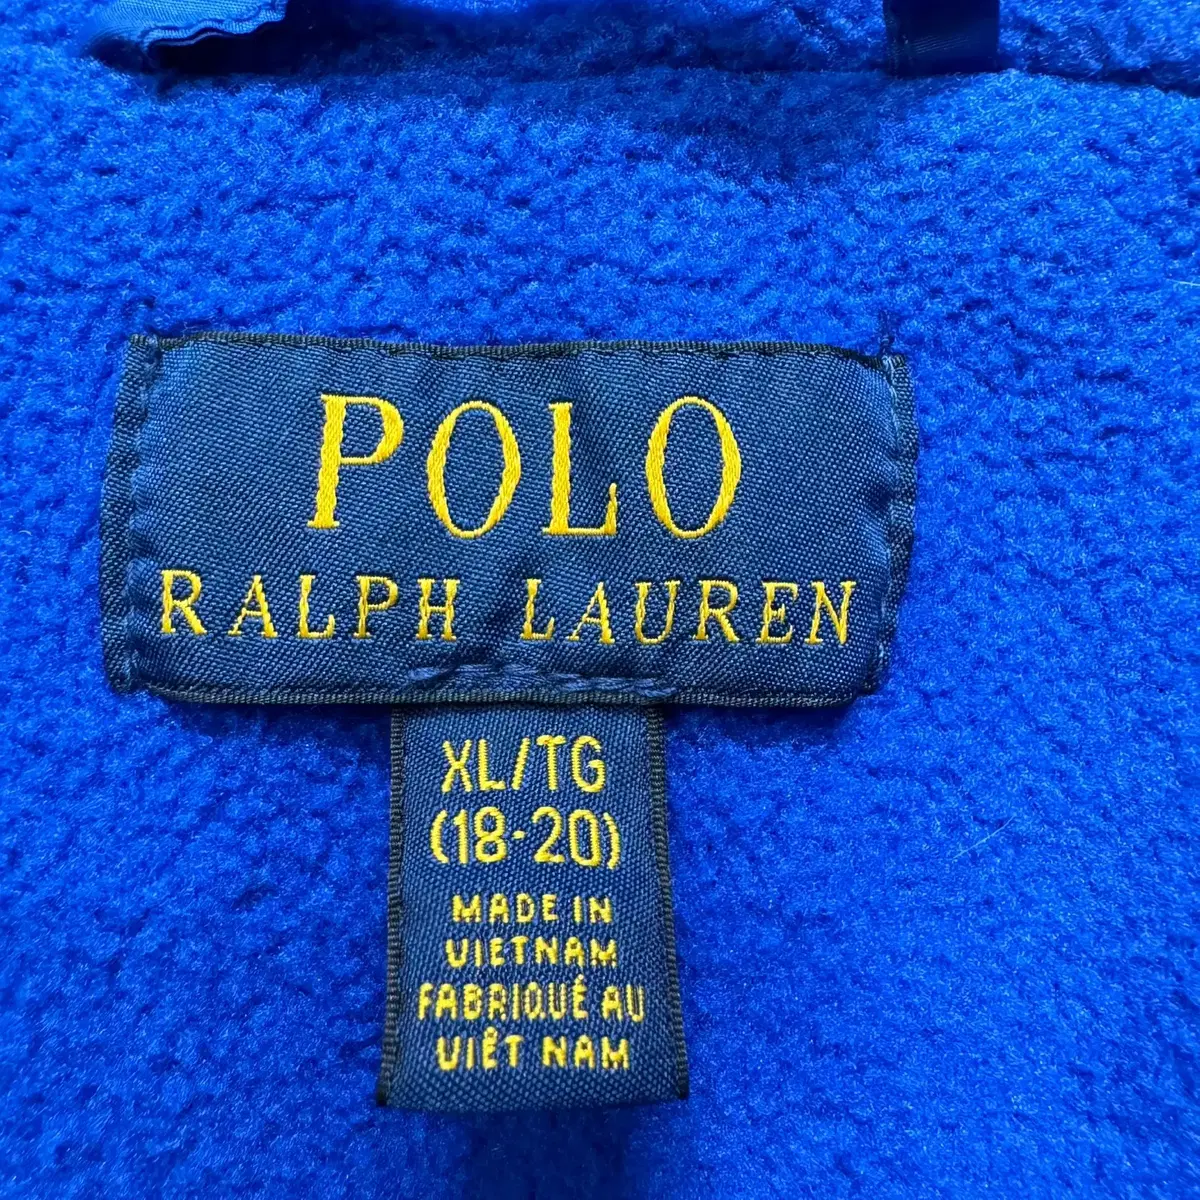 POLO
RALPH LAUREN
XL/TG
(18-20)
MADE IN
VIETNAM
FABRIQUÉ AU
VIÊT NAM